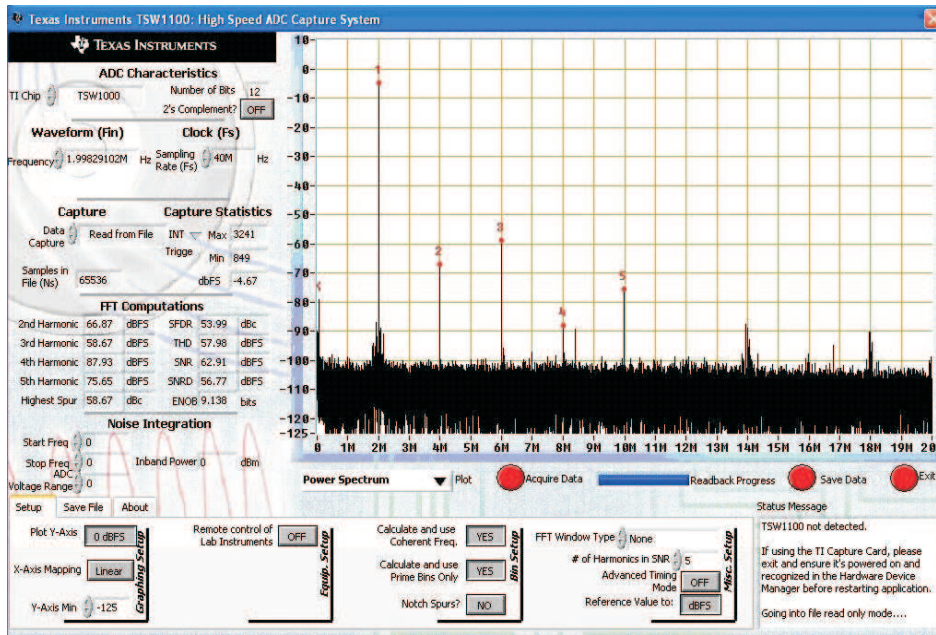 Texas Instruments TSW1100: High Speed ADC Capture System
TEXAS INSTRUMENTS
ADC Characteristics
TI Chip TSW1000 Number of Bits 12
2's Complement? OFF
Waveform (Fin) Clock (Fs)
Frequency 1.99829102M Hz Sampling Rate (Fs) 40M Hz
Capture Capture Statistics
Data Capture Read from File INT Max 3241
Trigge Min 849
Samples in File (Ns) 65536 dbFS -4.67
FFT Computations
2nd Harmonic 66.87 dBFS SFDR 53.99 dBc
3rd Harmonic 58.67 dBFS THD 57.98 dBFS
4th Harmonic 87.93 dBFS SNR 62.91 dBFS
5th Harmonic 75.65 dBFS SNRD 56.77 dBFS
Highest Spur 58.67 dBc ENOB 9.138 bits
Noise Integration
Start Freq 0
Stop Freq 0 Inband Power 0 dBm
ADC Voltage Range 0
10-
0-
-10-
-20-
-30-
-40-
-50-
-60-
-70-
-80-
-90-
-100-
-110-
-120-
-125-
1
2
3
4
5
X
0 1M 2M 3M 4M 5M 6M 7M 8M 9M 10M 11M 12M 13M 14M 15M 16M 17M 18M 19M 20
Power Spectrum Plot Acquire Data Readback Progress Save Data Exit
Setup Save File About
Plot Y-Axis 0 dBFS
X-Axis Mapping Linear
Y-Axis Min -125
Graphing Setup
Remote control of Lab Instruments OFF
Equip. Setup
Calculate and use Coherent Freq. YES
Calculate and use Prime Bins Only YES
Notch Spurs? NO
Bin Setup
FFT Window Type None
# of Harmonics in SNR 5
Advanced Timing Mode OFF
Reference Value to: dBFS
Misc. Setup
Status Message
TSW1100 not detected.
If using the TI Capture Card, please
exit and ensure it's powered on and
recognized in the Hardware Device
Manager before restarting application.
Going into file read only mode....